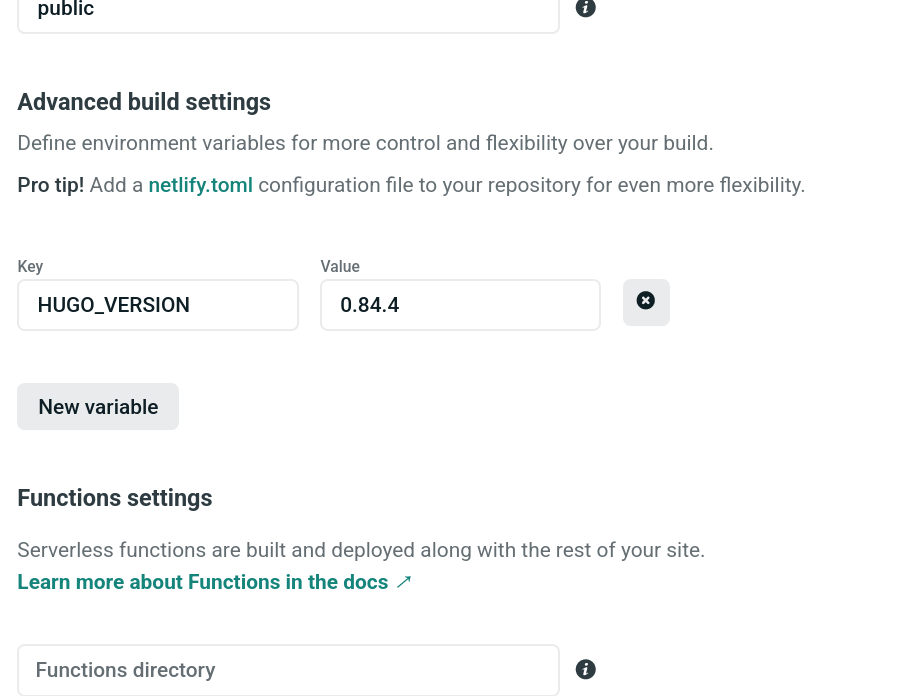 public
Advanced build settings
Define environment variables for more control and flexibility over your build.
Pro tip! Add a netlify.toml configuration file to your repository for even more flexibility.
Key
Value
HUGO_VERSION
0.84.4
New variable
Functions settings
Serverless functions are built and deployed along with the rest of your site.
Learn more about Functions in the docs ↗
Functions directory